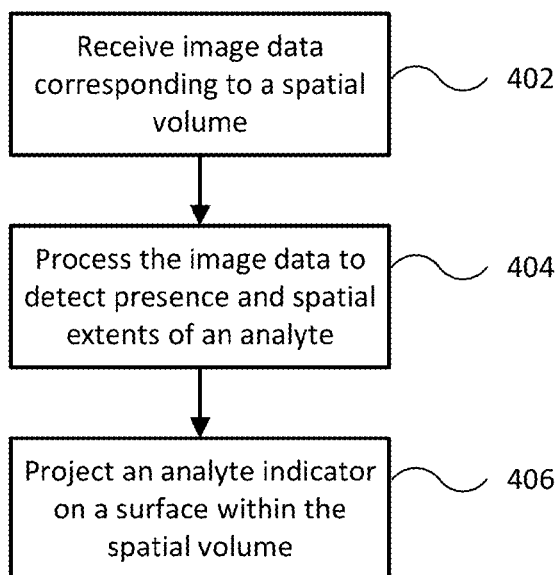 Receive image data
corresponding to a spatial
volume
402
Process the image data to
detect presence and spatial
extents of an analyte
404
Project an analyte indicator
on a surface within the
spatial volume
406